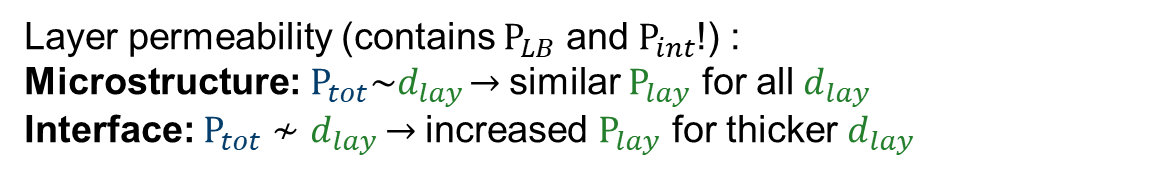 Layer permeability (contains P_LB and P_int!) :
Microstructure: P_tot~d_lay → similar P_lay for all d_lay
Interface: P_tot ≁ d_lay → increased P_lay for thicker d_lay